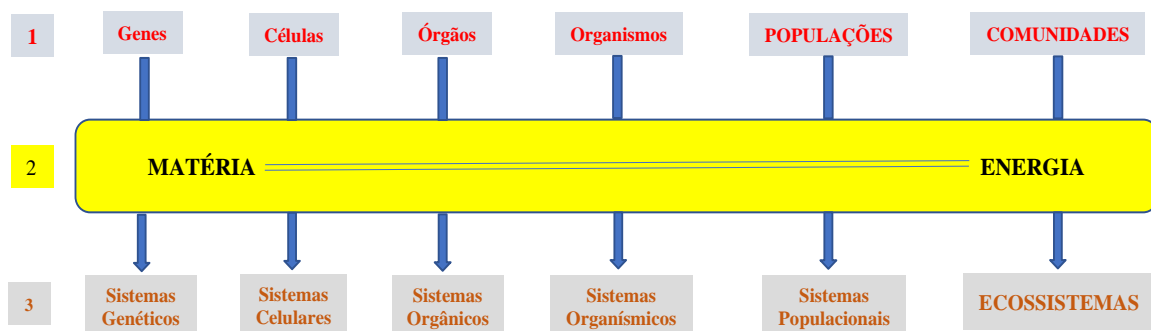 1 Genes Células Órgãos Organismos POPULAÇÕES COMUNIDADES
2 MATÉRIA ENERGIA
Sistemas Sistemas Sistemas Sistemas Sistemas ECOSSISTEMAS
3 Genéticos Celulares Orgânicos Organísmicos Populacionais